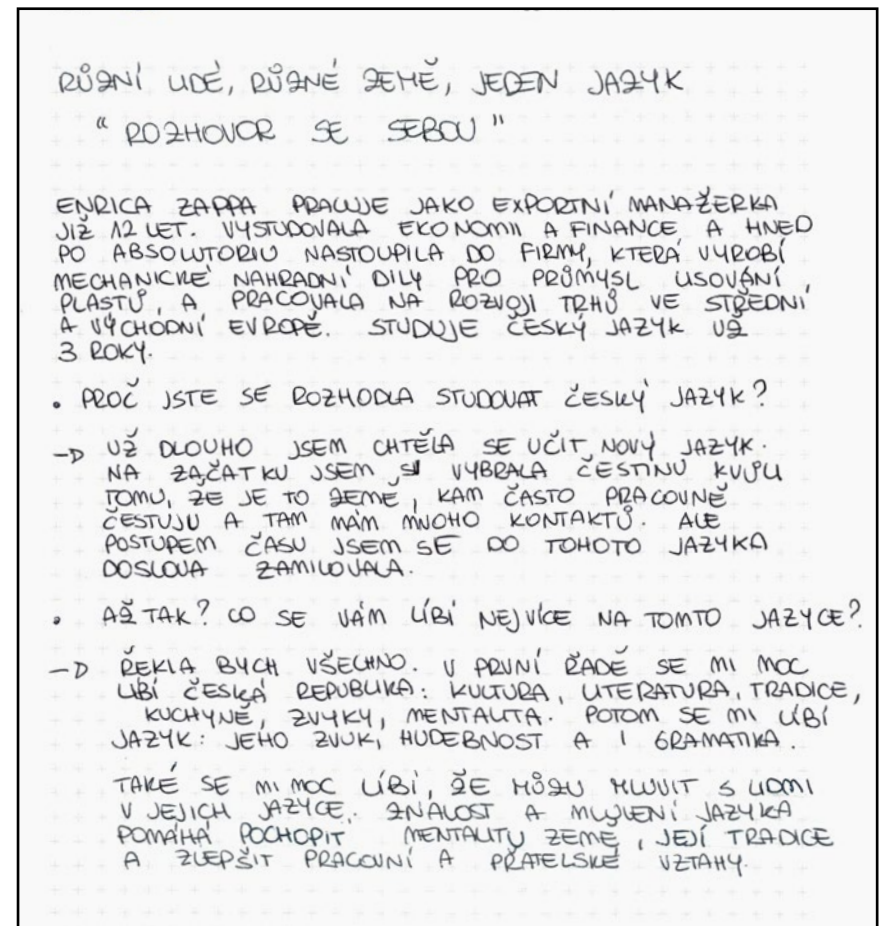 RŮZNÍ LIDÉ, RŮZNÉ ZEMĚ, JEDEN JAZYK
“ROZHOVOR SE SEBOU”
ENRICA ZAPPA PRACUJE JAKO EXPORTNÍ MANAŽERKA
JIŽ 12 LET. VYSTUDOVALA EKONOMII A FINANCE A HNED
PO ABSOLUTORIU NASTOUPILA DO FIRMY, KTERÁ VYROBÍ
MECHANICKÉ NAHRADNÍ DÍLY PRO PRŮMYSL LISOVÁNÍ
PLASTŮ, A PRACOVALA NA ROZVOJI TRHŮ VE STŘEDNÍ
A VÝCHODNÍ EVROPĚ. STUDUJE ČESKÝ JAZYK UŽ
3 ROKY.
• PROČ JSTE SE ROZHODLA STUDOVAT ČESKÝ JAZYK?
→ UŽ DLOUHO JSEM CHTĚLA SE UČIT NOVÝ JAZYK.
NA ZAČÁTKU JSEM SI VYBRALA ČEŠTINU KVŮLI
TOMU, ŽE JE TO ZEMĚ, KAM ČASTO PRACOVNĚ
CESTUJU A TAM MÁM MNOHO KONTAKTŮ. ALE
POSTUPEM ČASU JSEM SE DO TOHOTO JAZYKA
DOSLOVA ZAMILOVALA.
• AŽ TAK? CO SE VÁM LÍBÍ NEJVÍCE NA TOMTO JAZYCE?
→ ŘEKLA BYCH VŠECHNO. V PRVNÍ ŘADĚ SE MI MOC
LÍBÍ ČESKÁ REPUBLIKA: KULTURA, LITERATURA, TRADICE,
KUCHYNĚ, ZVYKY, MENTALITA. POTOM SE MI LÍBÍ
JAZYK: JEHO ZVUK, HUDEBNOST A I GRAMATIKA.
TAKÉ SE MI MOC LÍBÍ, ŽE MŮŽU MLUVIT S LIDMI
V JEJICH JAZYCE. ZNALOST A MLUVENÍ JAZYKA
POMÁHÁ POCHOPIT MENTALITU ZEMĚ, JEJÍ TRADICE
A ZLEPŠIT PRACOVNÍ A PŘATELSKÉ VZTAHY.